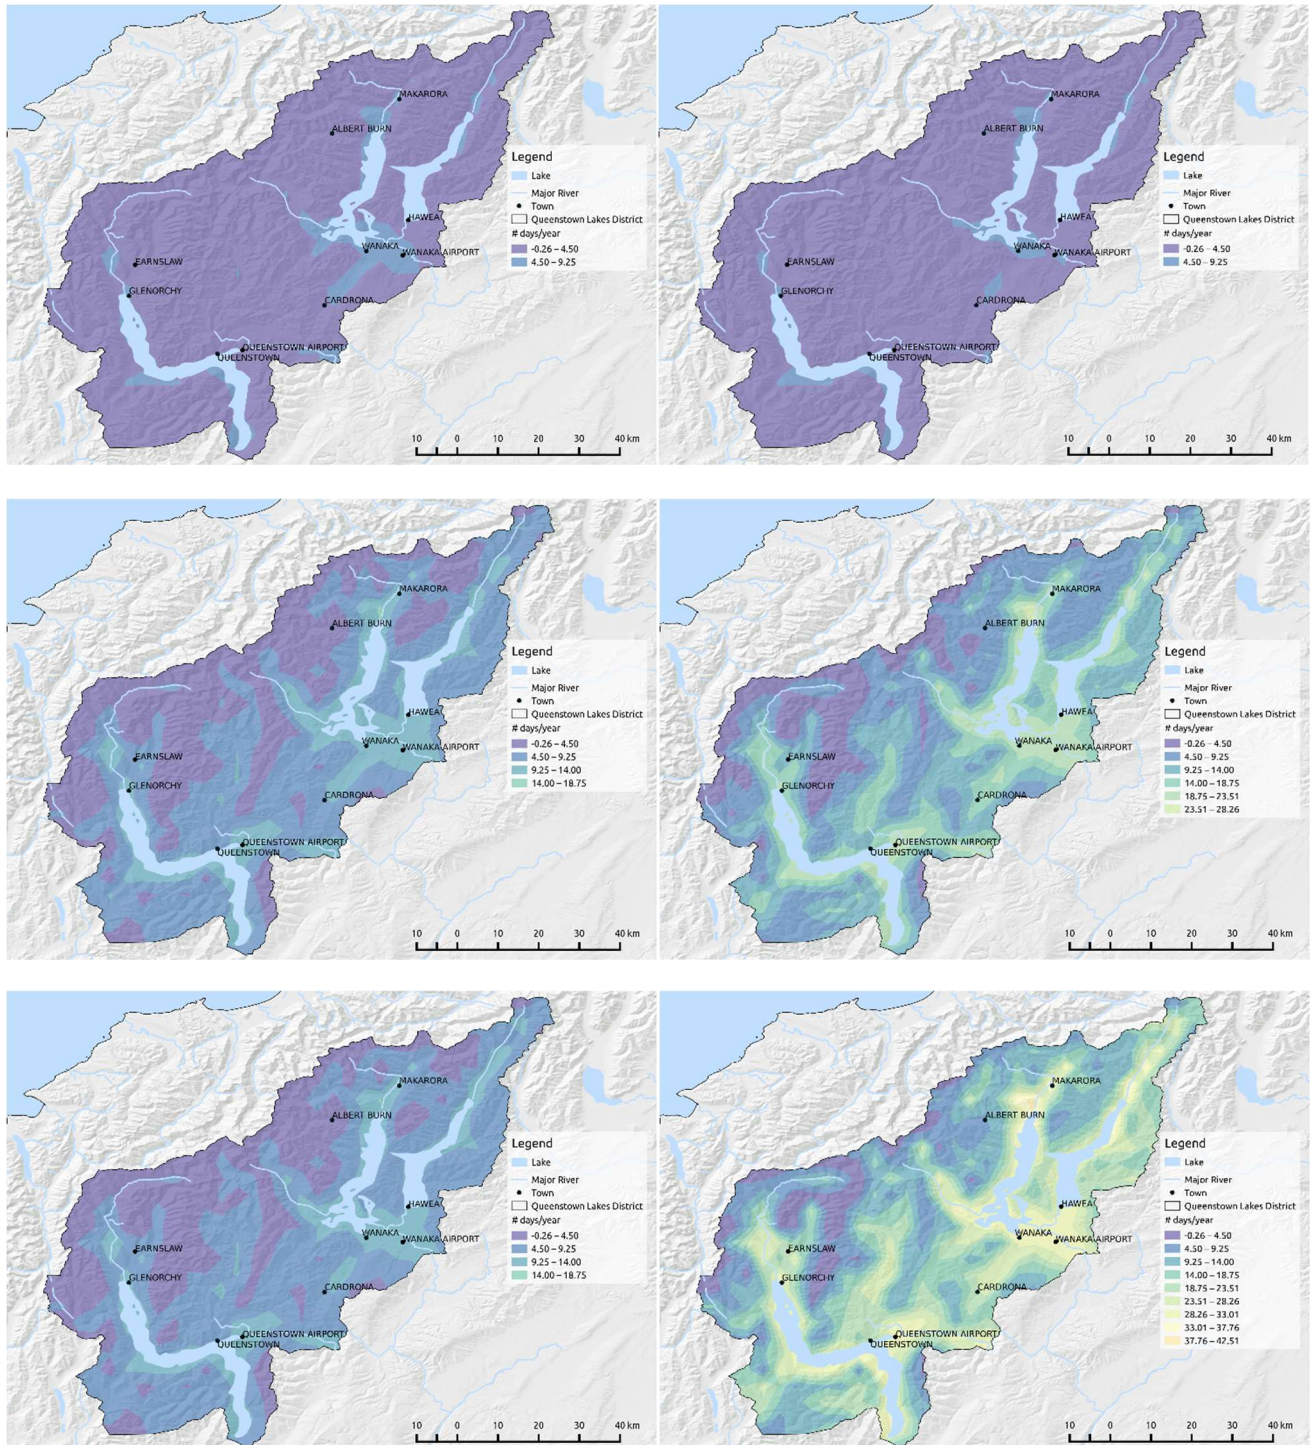 MAKARORA
ALBERT BURN
Legend
Lake
Major River
Town
HAWEA
Queenstown Lakes District
# days/year
WANAKA
WANAKA AIRPORT
-0.26 – 4.50
4.50 – 9.25
EARNSLAW
GLENORCHY
CARDRONA
QUEENSTOWN AIRPORT
QUEENSTOWN
10 0 10 20 30 40 km
MAKARORA
ALBERT BURN
Legend
Lake
Major River
Town
HAWEA
Queenstown Lakes District
# days/year
WANAKA
WANAKA AIRPORT
-0.26 – 4.50
4.50 – 9.25
EARNSLAW
GLENORCHY
CARDRONA
QUEENSTOWN AIRPORT
QUEENSTOWN
10 0 10 20 30 40 km
MAKARORA
ALBERT BURN
Legend
Lake
Major River
Town
HAWEA
Queenstown Lakes District
# days/year
WANAKA
WANAKA AIRPORT
-0.26 – 4.50
4.50 – 9.25
9.25 – 14.00
14.00 – 18.75
EARNSLAW
GLENORCHY
CARDRONA
QUEENSTOWN AIRPORT
QUEENSTOWN
10 0 10 20 30 40 km
MAKARORA
ALBERT BURN
Legend
Lake
Major River
Town
HAWEA
Queenstown Lakes District
# days/year
WANAKA
WANAKA AIRPORT
-0.26 – 4.50
4.50 – 9.25
9.25 – 14.00
14.00 – 18.75
18.75 – 23.51
23.51 – 28.26
EARNSLAW
GLENORCHY
CARDRONA
QUEENSTOWN AIRPORT
QUEENSTOWN
10 0 10 20 30 40 km
MAKARORA
ALBERT BURN
Legend
Lake
Major River
Town
HAWEA
Queenstown Lakes District
# days/year
WANAKA
WANAKA AIRPORT
-0.26 – 4.50
4.50 – 9.25
9.25 – 14.00
14.00 – 18.75
EARNSLAW
GLENORCHY
CARDRONA
QUEENSTOWN AIRPORT
QUEENSTOWN
10 0 10 20 30 40 km
MAKARORA
ALBERT BURN
Legend
Lake
Major River
Town
HAWEA
Queenstown Lakes District
# days/year
WANAKA
WANAKA AIRPORT
-0.26 – 4.50
4.50 – 9.25
9.25 – 14.00
14.00 – 18.75
18.75 – 23.51
23.51 – 28.26
28.26 – 33.01
33.01 – 37.76
37.76 – 42.51
EARNSLAW
GLENORCHY
CARDRONA
QUEENSTOWN AIRPORT
QUEENSTOWN
10 0 10 20 30 40 km